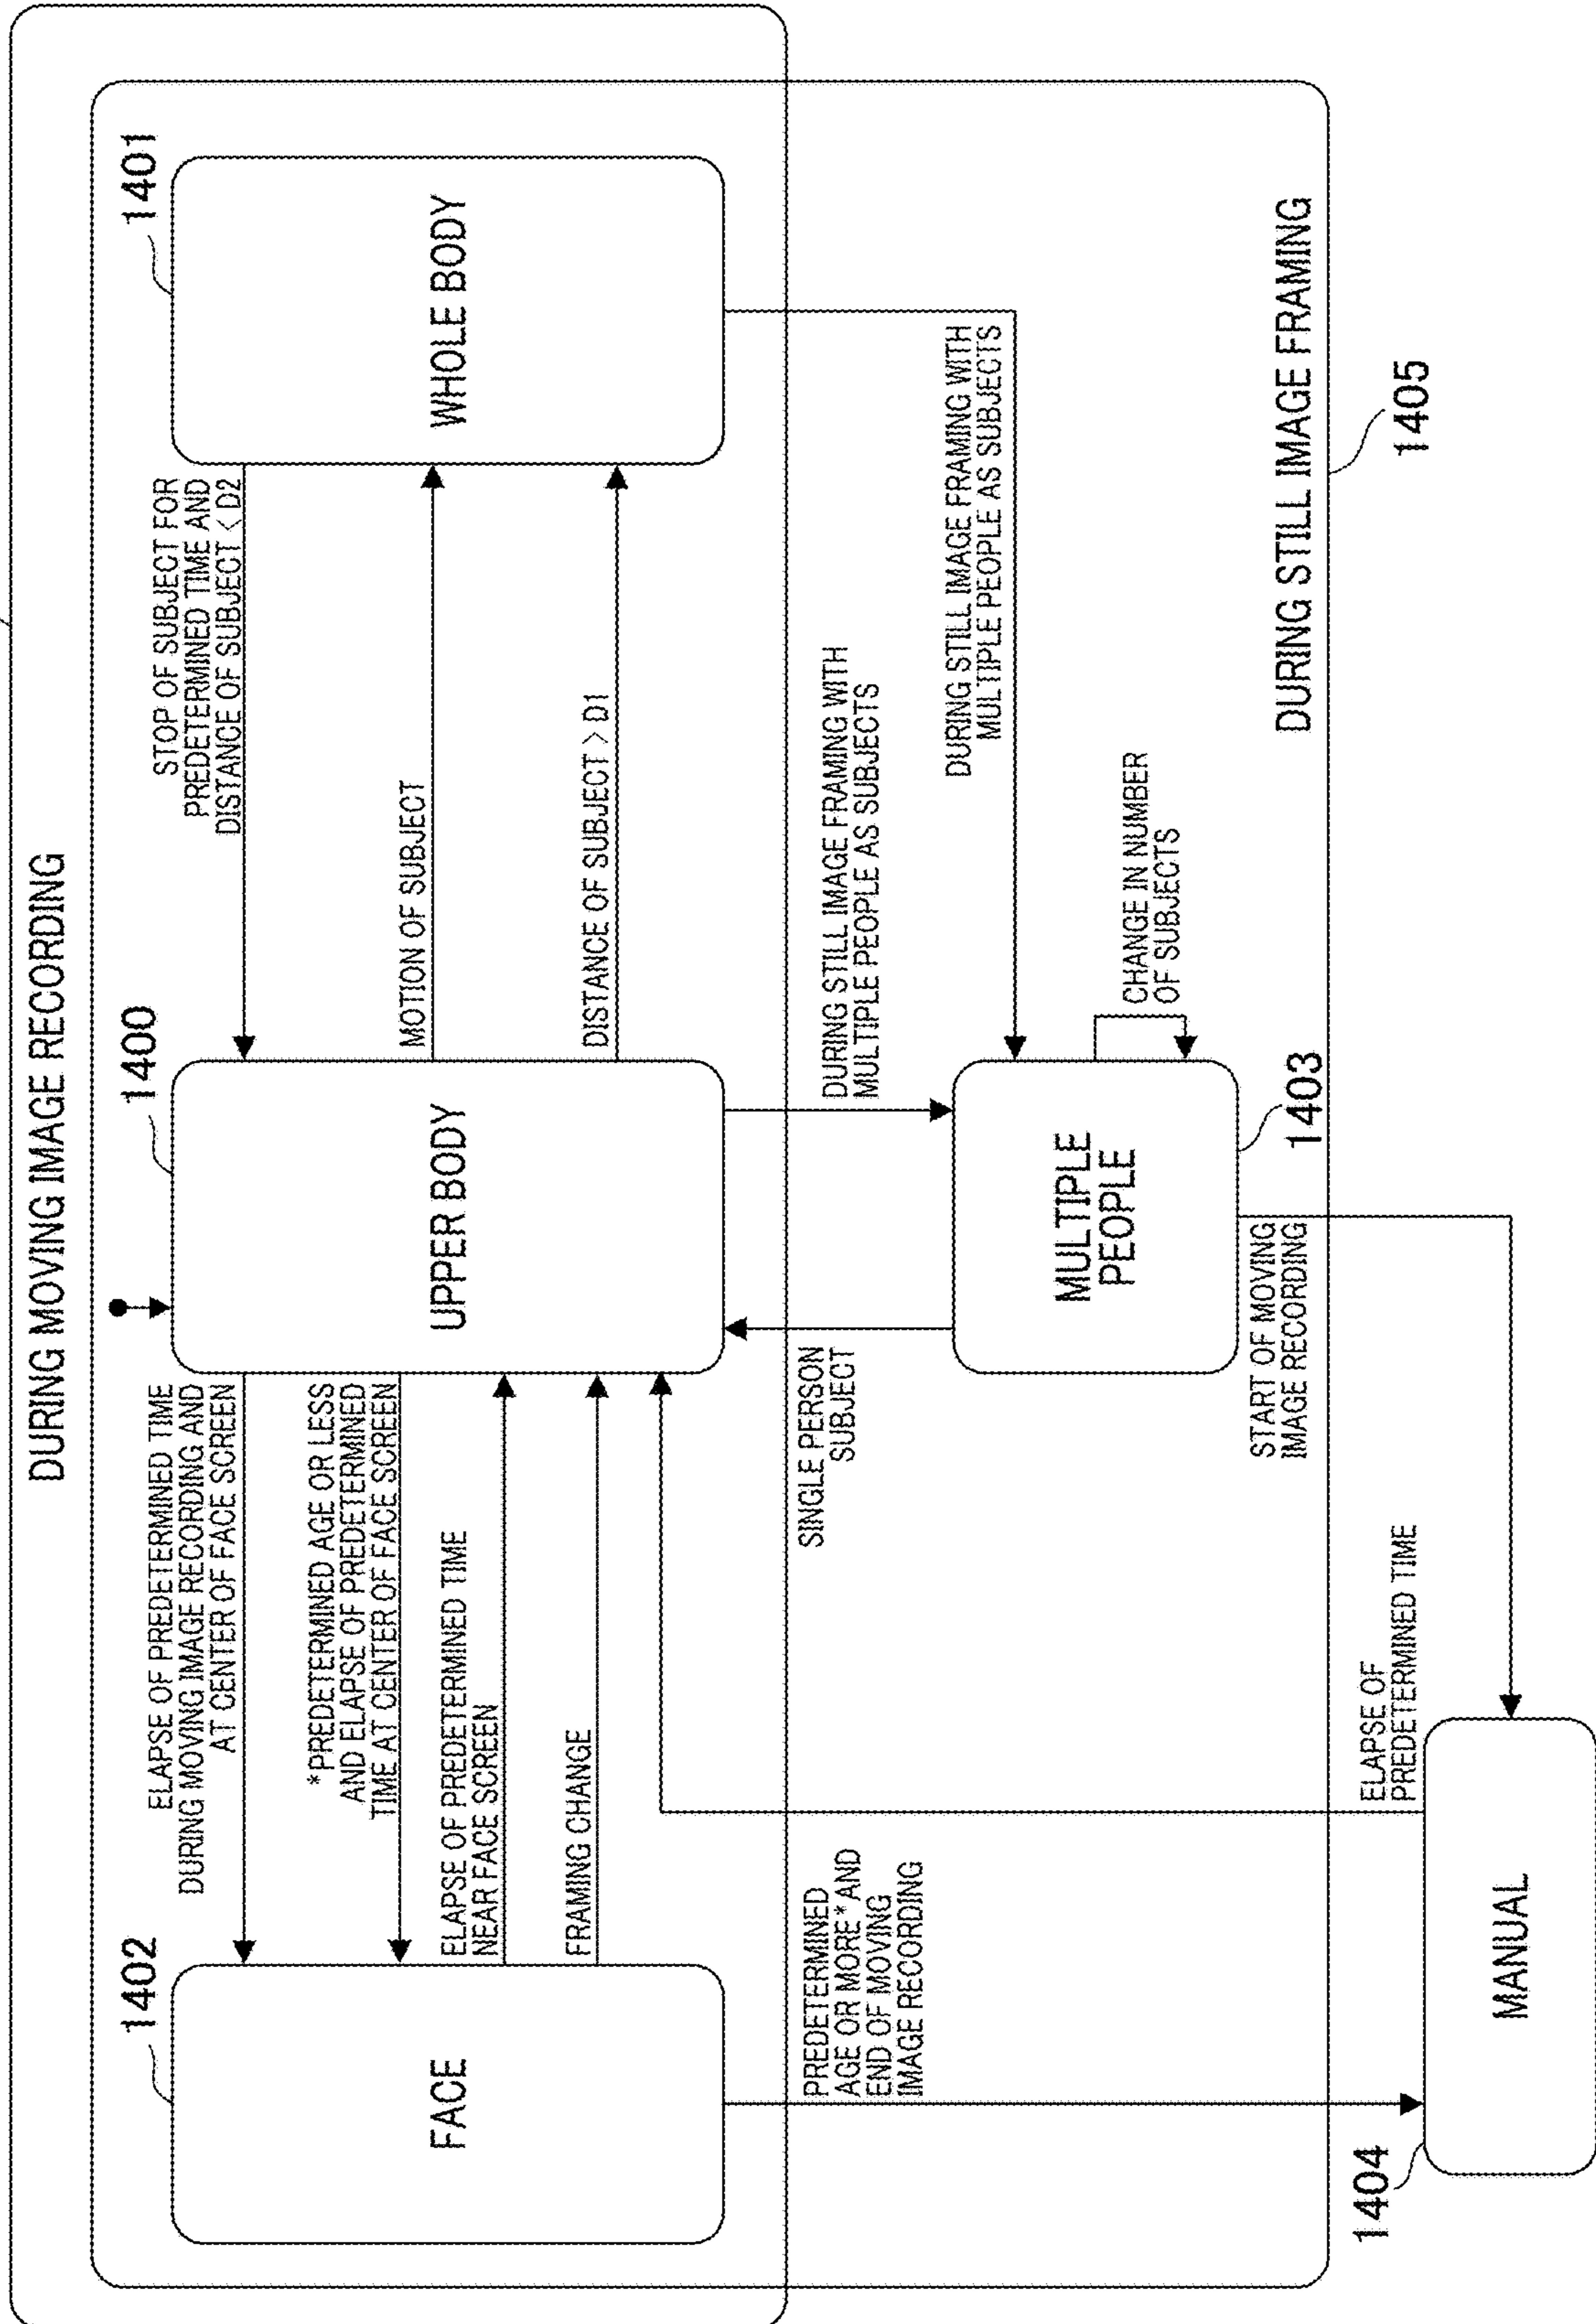 DURING MOVING IMAGE RECORDING
1402
1400
1401
FACE
UPPER BODY
WHOLE BODY
ELAPSE OF PREDETERMINED TIME
DURING MOVING IMAGE RECORDING AND
AT CENTER OF FACE SCREEN
*PREDETERMINED AGE OR LESS
AND ELAPSE OF PREDETERMINED
TIME AT CENTER OF FACE SCREEN
ELAPSE OF PREDETERMINED TIME
NEAR FACE SCREEN
FRAMING CHANGE
STOP OF SUBJECT FOR
PREDETERMINED TIME AND
DISTANCE OF SUBJECT < D2
MOTION OF SUBJECT
DISTANCE OF SUBJECT > D1
PREDETERMINED
AGE OR MORE*AND
END OF MOVING
IMAGE RECORDING
SINGLE PERSON
SUBJECT
DURING STILL IMAGE FRAMING WITH
MULTIPLE PEOPLE AS SUBJECTS
DURING STILL IMAGE FRAMING WITH
MULTIPLE PEOPLE AS SUBJECTS
MULTIPLE
PEOPLE
CHANGE IN NUMBER
OF SUBJECTS
1403
START OF MOVING
IMAGE RECORDING
DURING STILL IMAGE FRAMING
1405
ELAPSE OF
PREDETERMINED TIME
1404
MANUAL